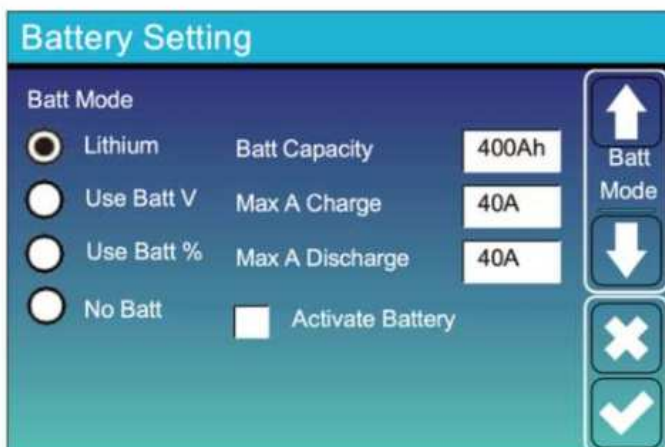 Battery Setting
Batt Mode
Lithium
Batt Capacity
400Ah
Use Batt V
Max A Charge
40A
Use Batt %
Max A Discharge
40A
No Batt
Activate Battery
Batt
Mode